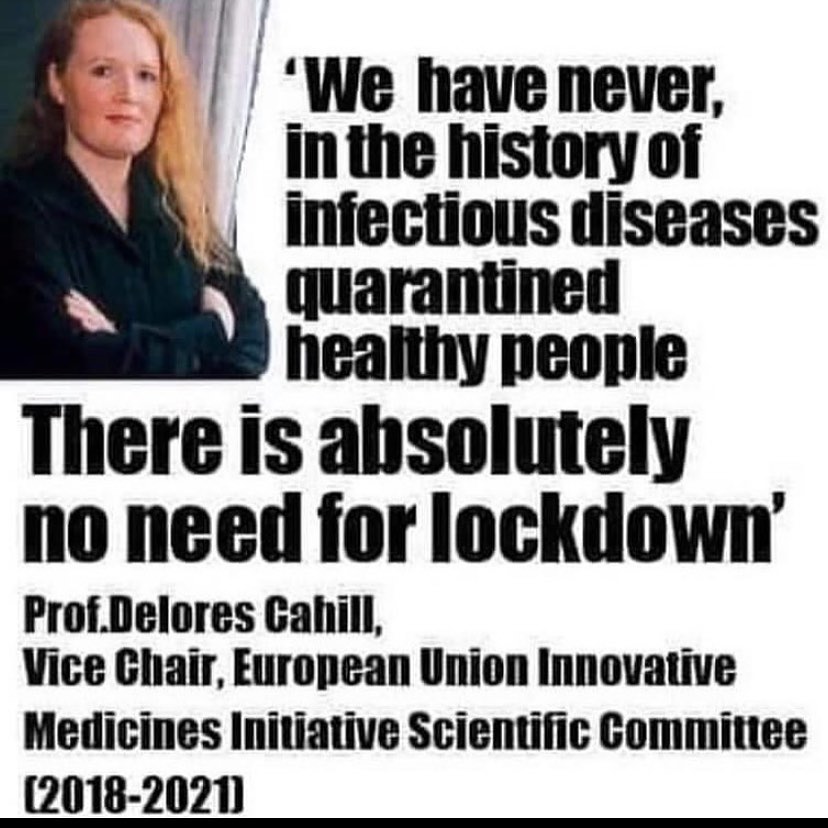 ‘We have never,
in the history of
infectious diseases
quarantined
healthy people
There is absolutely
no need for lockdown’
Prof.Delores Cahill,
Vice Chair, European Union Innovative
Medicines Initiative Scientific Committee
(2018-2021)